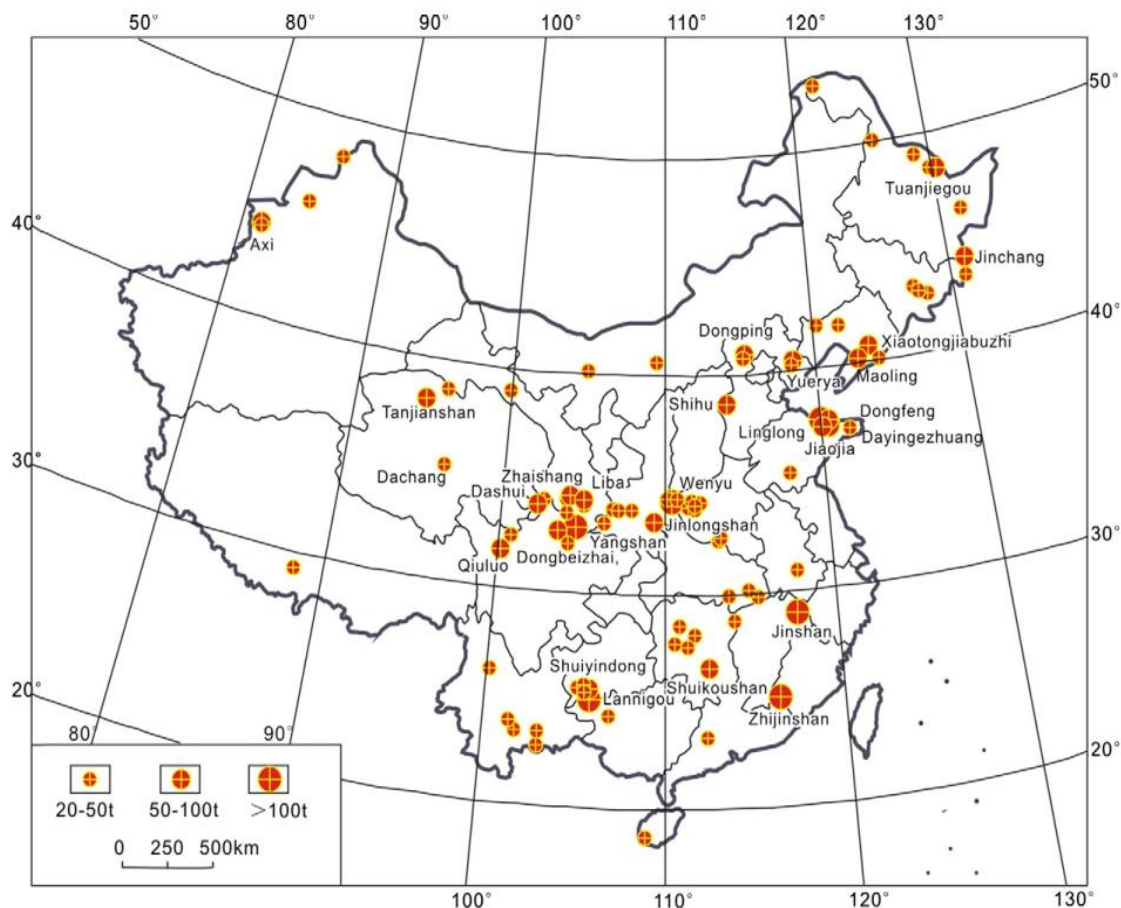 50°
80°
90°
100°
110°
120°
130°
50°
Tuanjiegou
40°
Axi
Jinchang
40°
Dongping
Xiaotongjiabuzhi
Yuerya
Maoling
Tanjianshan
Shihu
Dongfeng
Linglong
Dayingezhuang
Jiaojia
30°
Dachang
Zhaishang
Liba
Wenyu
Dashui
Jinlongshan
30°
Yangshan
Qiuluo
Dongbeizhai,
Jinshan
Shuiyindong
20°
Shuikoushan
Lannigou
Zhijinshan
80°
90°
20°
20-50t
50-100t
>100t
0
250
500km
100°
110°
120°
130°